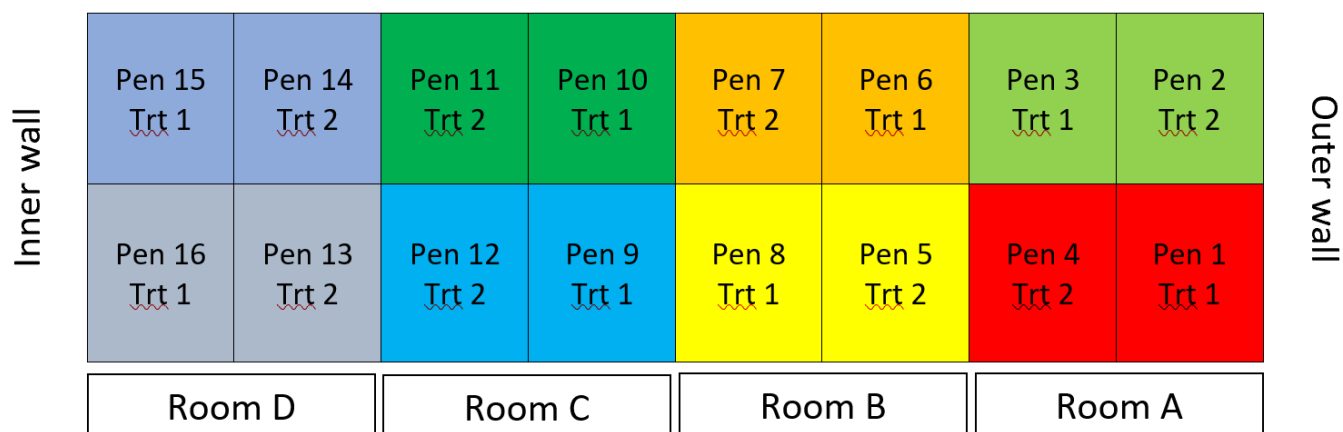 Inner wall
Pen 15
Trt 1
Pen 14
Trt 2
Pen 11
Trt 2
Pen 10
Trt 1
Pen 7
Trt 2
Pen 6
Trt 1
Pen 3
Trt 1
Pen 2
Trt 2
Pen 16
Trt 1
Pen 13
Trt 2
Pen 12
Trt 2
Pen 9
Trt 1
Pen 8
Trt 1
Pen 5
Trt 2
Pen 4
Trt 2
Pen 1
Trt 1
Outer wall
Room D
Room C
Room B
Room A